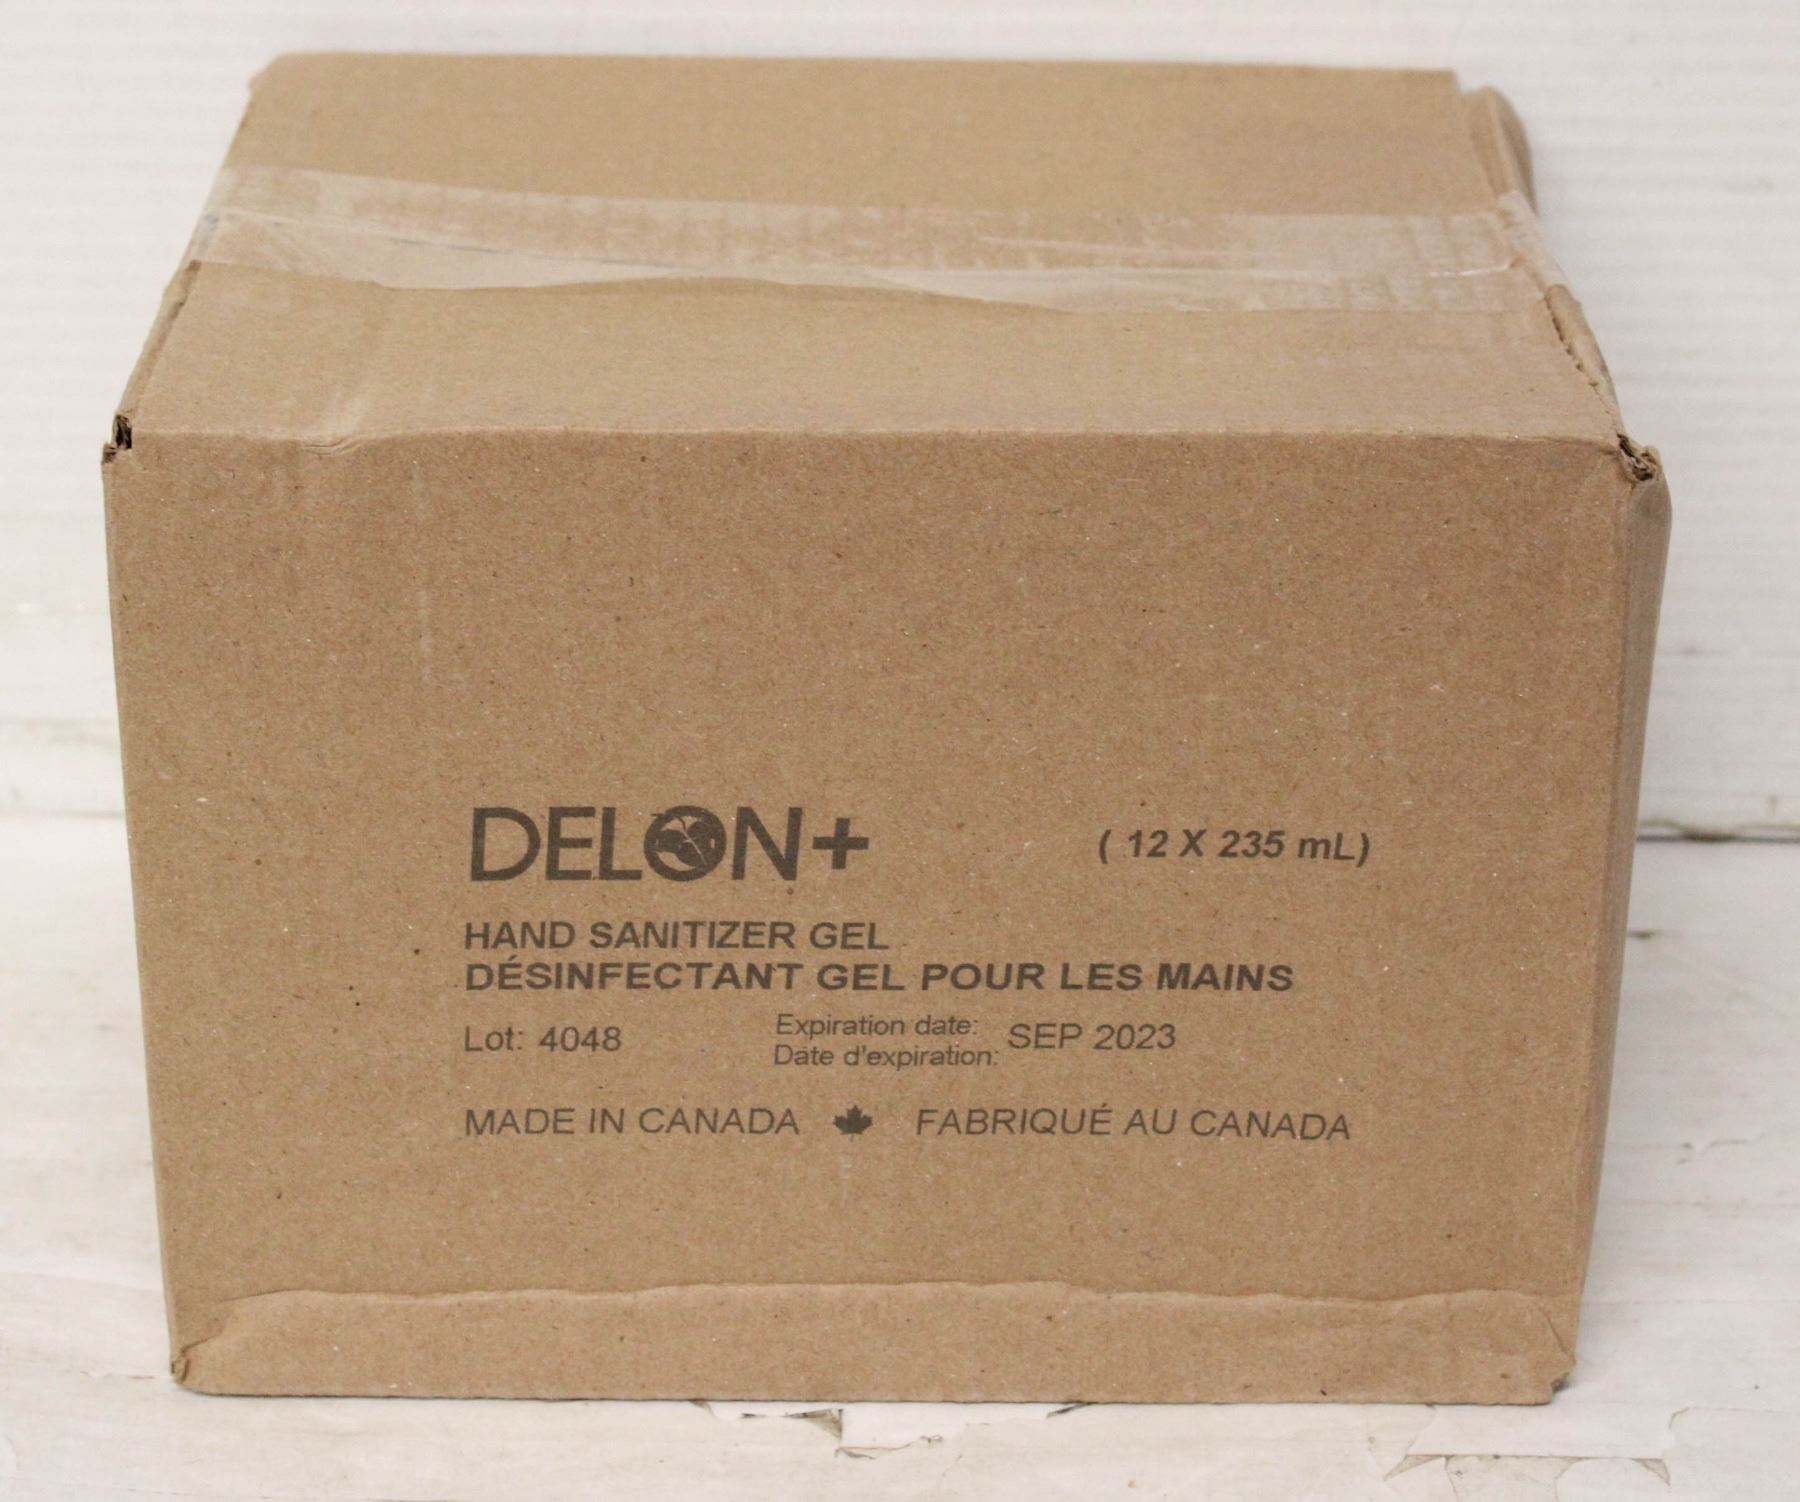 DELON+ ( 12 X 235 mL)
HAND SANITIZER GEL
DÉSINFECTANT GEL POUR LES MAINS
Lot: 4048 Expiration date: SEP 2023
Date d'expiration:
MADE IN CANADA FABRIQUÉ AU CANADA